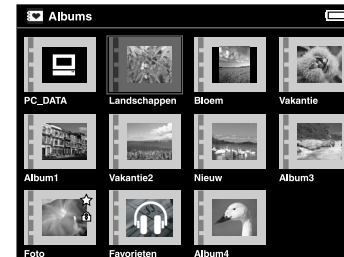 Albums
PC_DATA Landschappen Bloem Vakantie
Album1 Vakantie2 Nieuw Album3
Foto Favorieten Album4